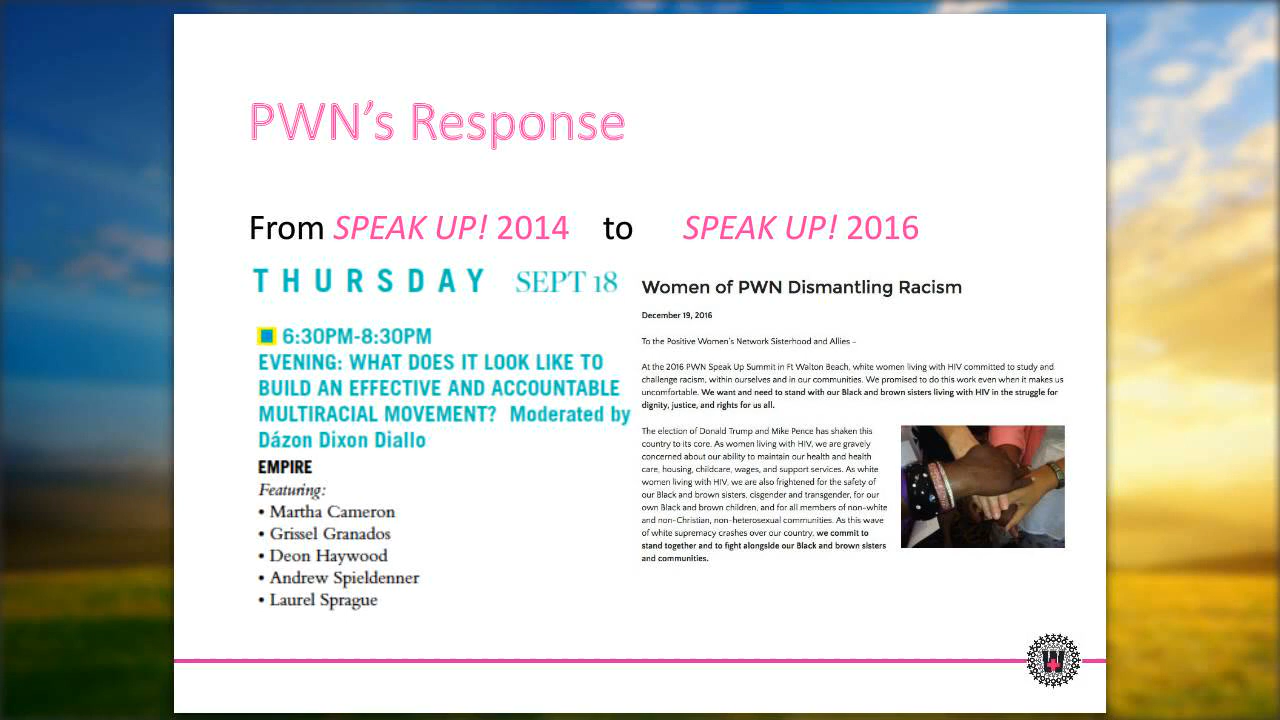 PWN's Response
From SPEAK UP! 2014 to SPEAK UP! 2016
THURSDAY SEPT 18
6:30PM-8:30PM
EVENING: WHAT DOES IT LOOK LIKE TO
BUILD AN EFFECTIVE AND ACCOUNTABLE
MULTIRACIAL MOVEMENT? Moderated by
Dázon Dixon Diallo
EMPIRE
Featuring:
• Martha Cameron
• Grissel Granados
• Deon Haywood
• Andrew Spieldenner
• Laurel Sprague
Women of PWN Dismantling Racism
December 19, 2016
To the Positive Women's Network Sisterhood and Allies –
At the 2016 PWN Speak Up Summit in Ft Walton Beach, white women living with HIV committed to study and
challenge racism, within ourselves and in our communities. We promised to do this work even when it makes us
uncomfortable. We want and need to stand with our Black and brown sisters living with HIV in the struggle for
dignity, justice, and rights for us all.
The election of Donald Trump and Mike Pence has shaken this
country to its core. As women living with HIV, we are gravely
concerned about our ability to maintain our health and health
care, housing, childcare, wages, and support services. As white
women living with HIV, we are also frightened for the safety of
our Black and brown sisters, cisgender and transgender, for our
own Black and brown children, and for all members of non-white
and non-Christian, non-heterosexual communities. As this wave
of white supremacy crashes over our country, we commit to
stand together and to fight alongside our Black and brown sisters
and communities.